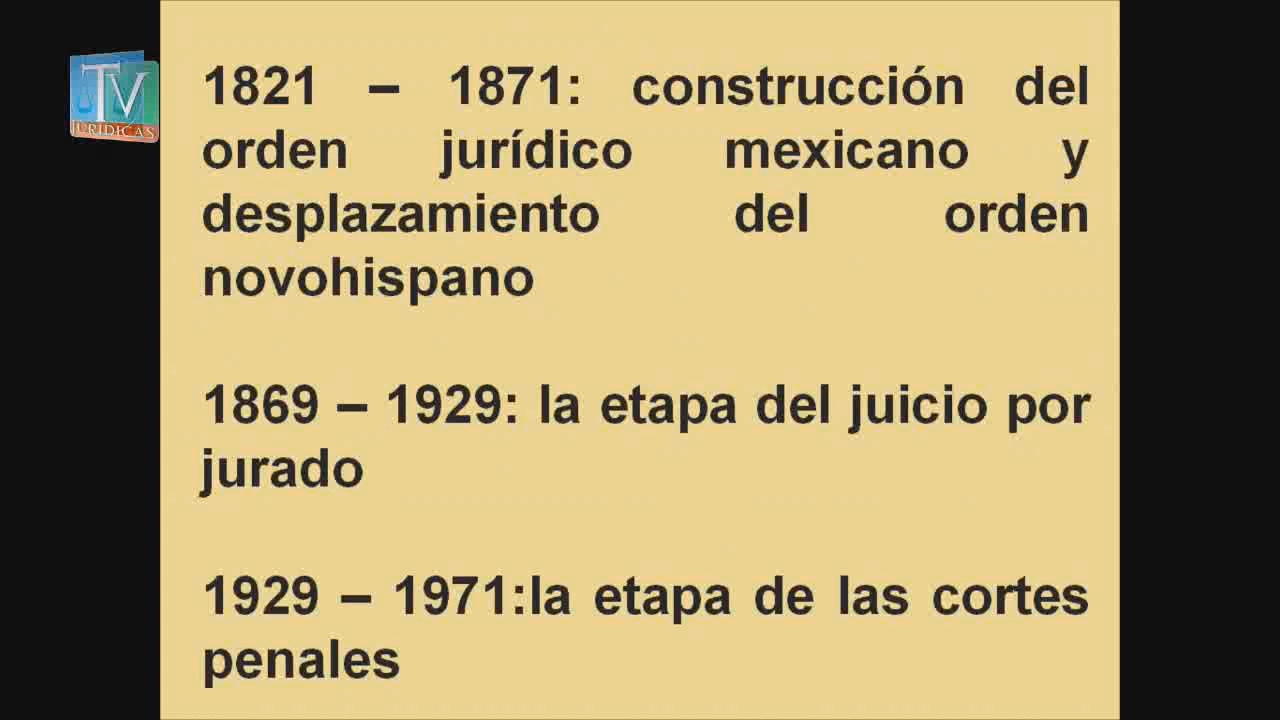 TV
JURIDICAS
1821 – 1871: construcción del
orden jurídico mexicano y
desplazamiento del orden
novohispano
1869 – 1929: la etapa del juicio por
jurado
1929 – 1971:la etapa de las cortes
penales